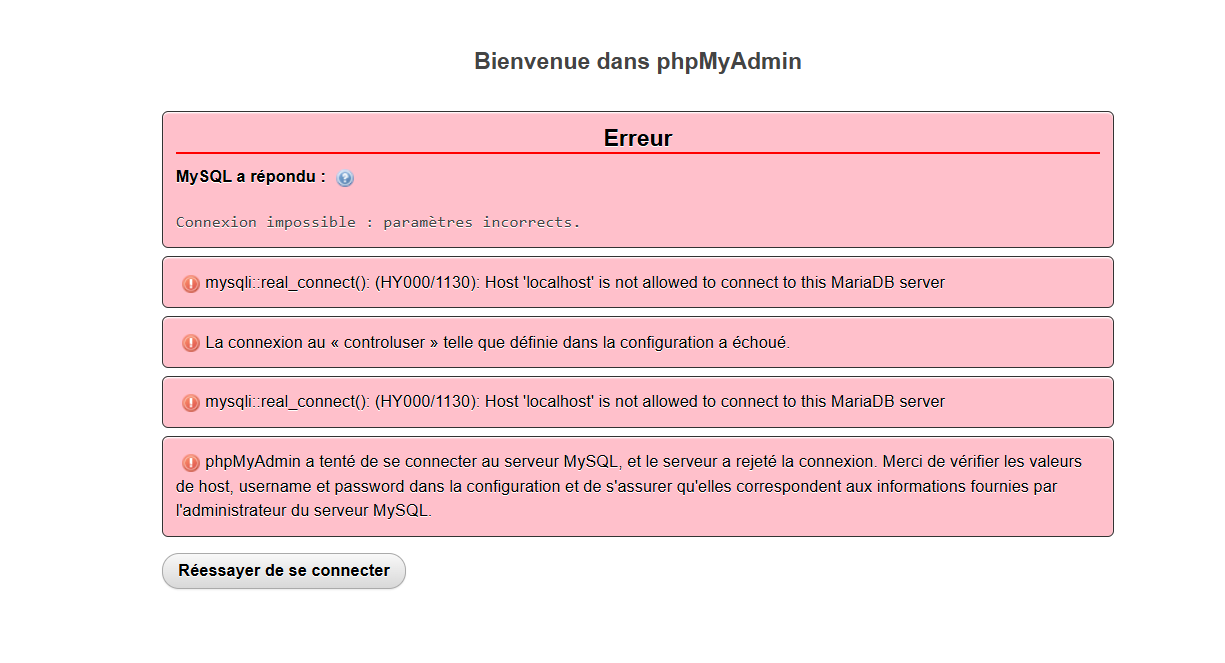 Bienvenue dans phpMyAdmin
Erreur
MySQL a répondu :
Connexion impossible : paramètres incorrects.
mysqli::real_connect(): (HY000/1130): Host 'localhost' is not allowed to connect to this MariaDB server
La connexion au « controluser » telle que définie dans la configuration a échoué.
mysqli::real_connect(): (HY000/1130): Host 'localhost' is not allowed to connect to this MariaDB server
phpMyAdmin a tenté de se connecter au serveur MySQL, et le serveur a rejeté la connexion. Merci de vérifier les valeurs
de host, username et password dans la configuration et de s'assurer qu'elles correspondent aux informations fournies par
l'administrateur du serveur MySQL.
Réessayer de se connecter